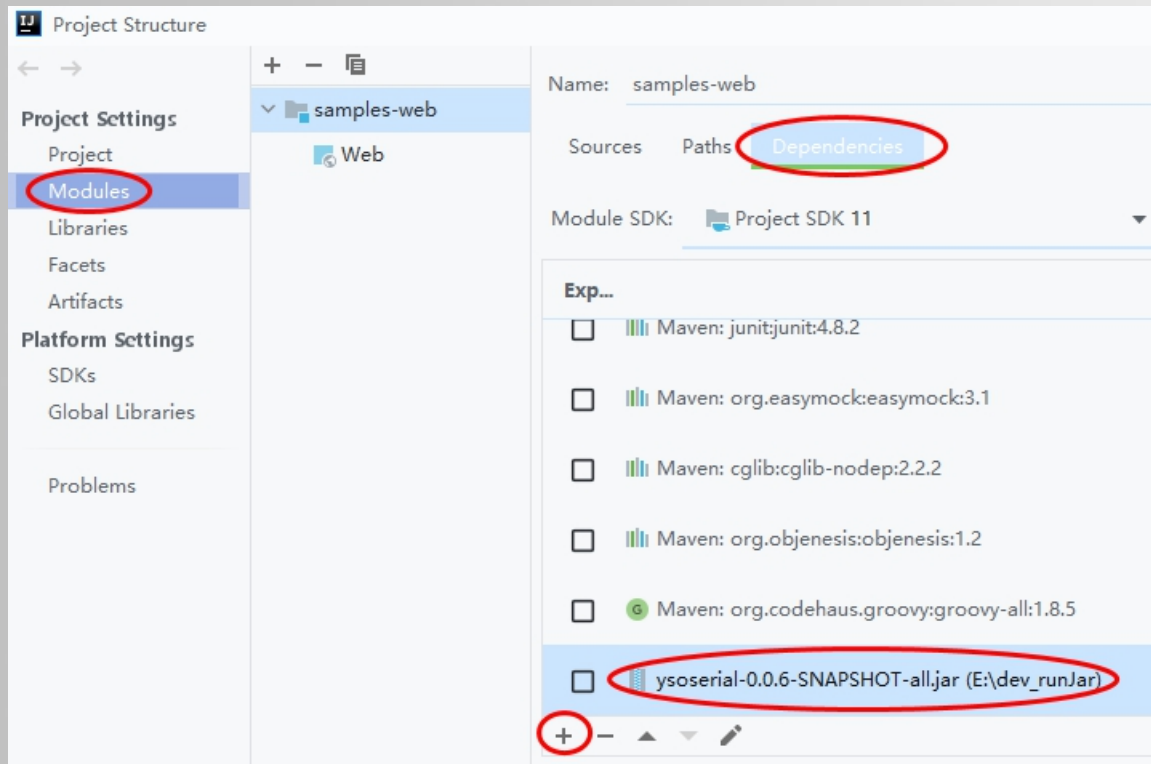 Project Structure
Project Settings
Project
Modules
Libraries
Facets
Artifacts
Platform Settings
SDKs
Global Libraries
Problems
samples-web
Web
Name: samples-web
Sources Paths Dependencies
Module SDK: Project SDK 11
Exp...
Maven: junit:junit:4.8.2
Maven: org.easymock:easymock:3.1
Maven: cglib:cglib-nodep:2.2.2
Maven: org.objenesis:objenesis:1.2
G Maven: org.codehaus.groovy:groovy-all:1.8.5
ysoserial-0.0.6-SNAPSHOT-all.jar (E:\dev_runJar)